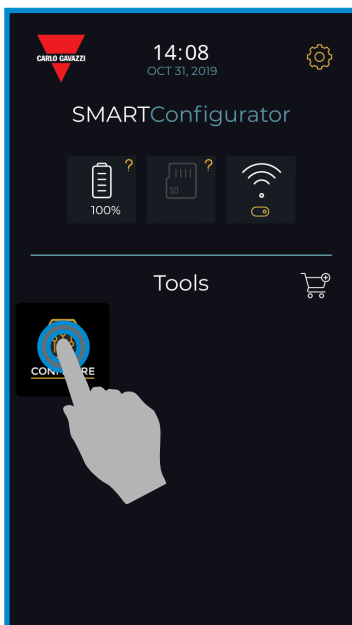 CARLO GAVAZZI
14:08
OCT 31, 2019
SMARTConfigurator
?
?
SD
100%
Tools